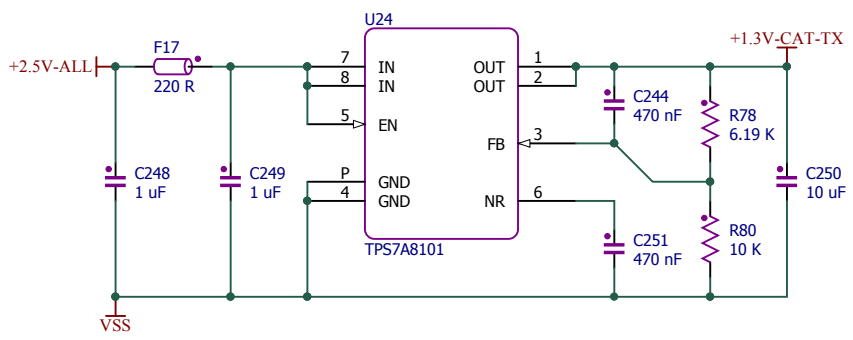 U24
+1.3V-CAT-TX
F17
+2.5V-ALL
220 R
7
IN
8
IN
5
EN
P
GND
4
GND
OUT
1
OUT
2
FB
3
NR
6
TPS7A8101
C244
470 nF
R78
6.19 K
C248
1 uF
C249
1 uF
C250
10 uF
C251
470 nF
R80
10 K
VSS